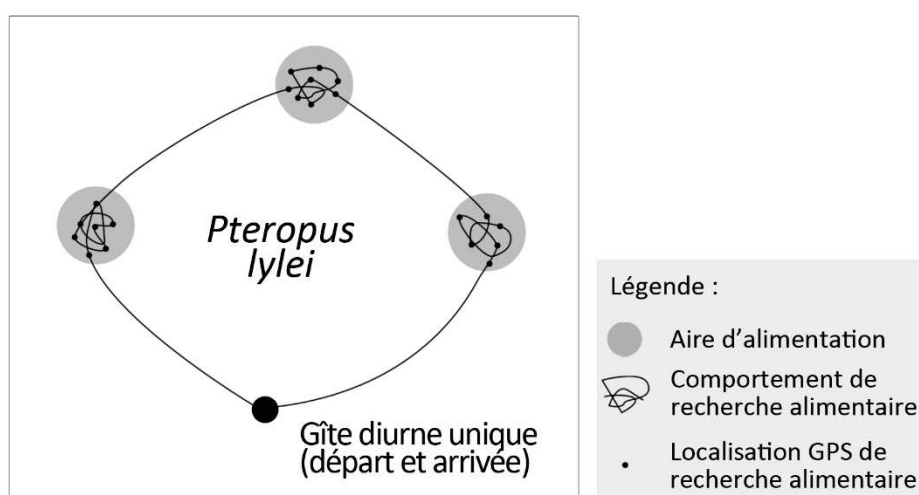 Pteropus
lylei
Gîte diurne unique
(départ et arrivée)
Légende :
Aire d'alimentation
Comportement de
recherche alimentaire
Localisation GPS de
recherche alimentaire